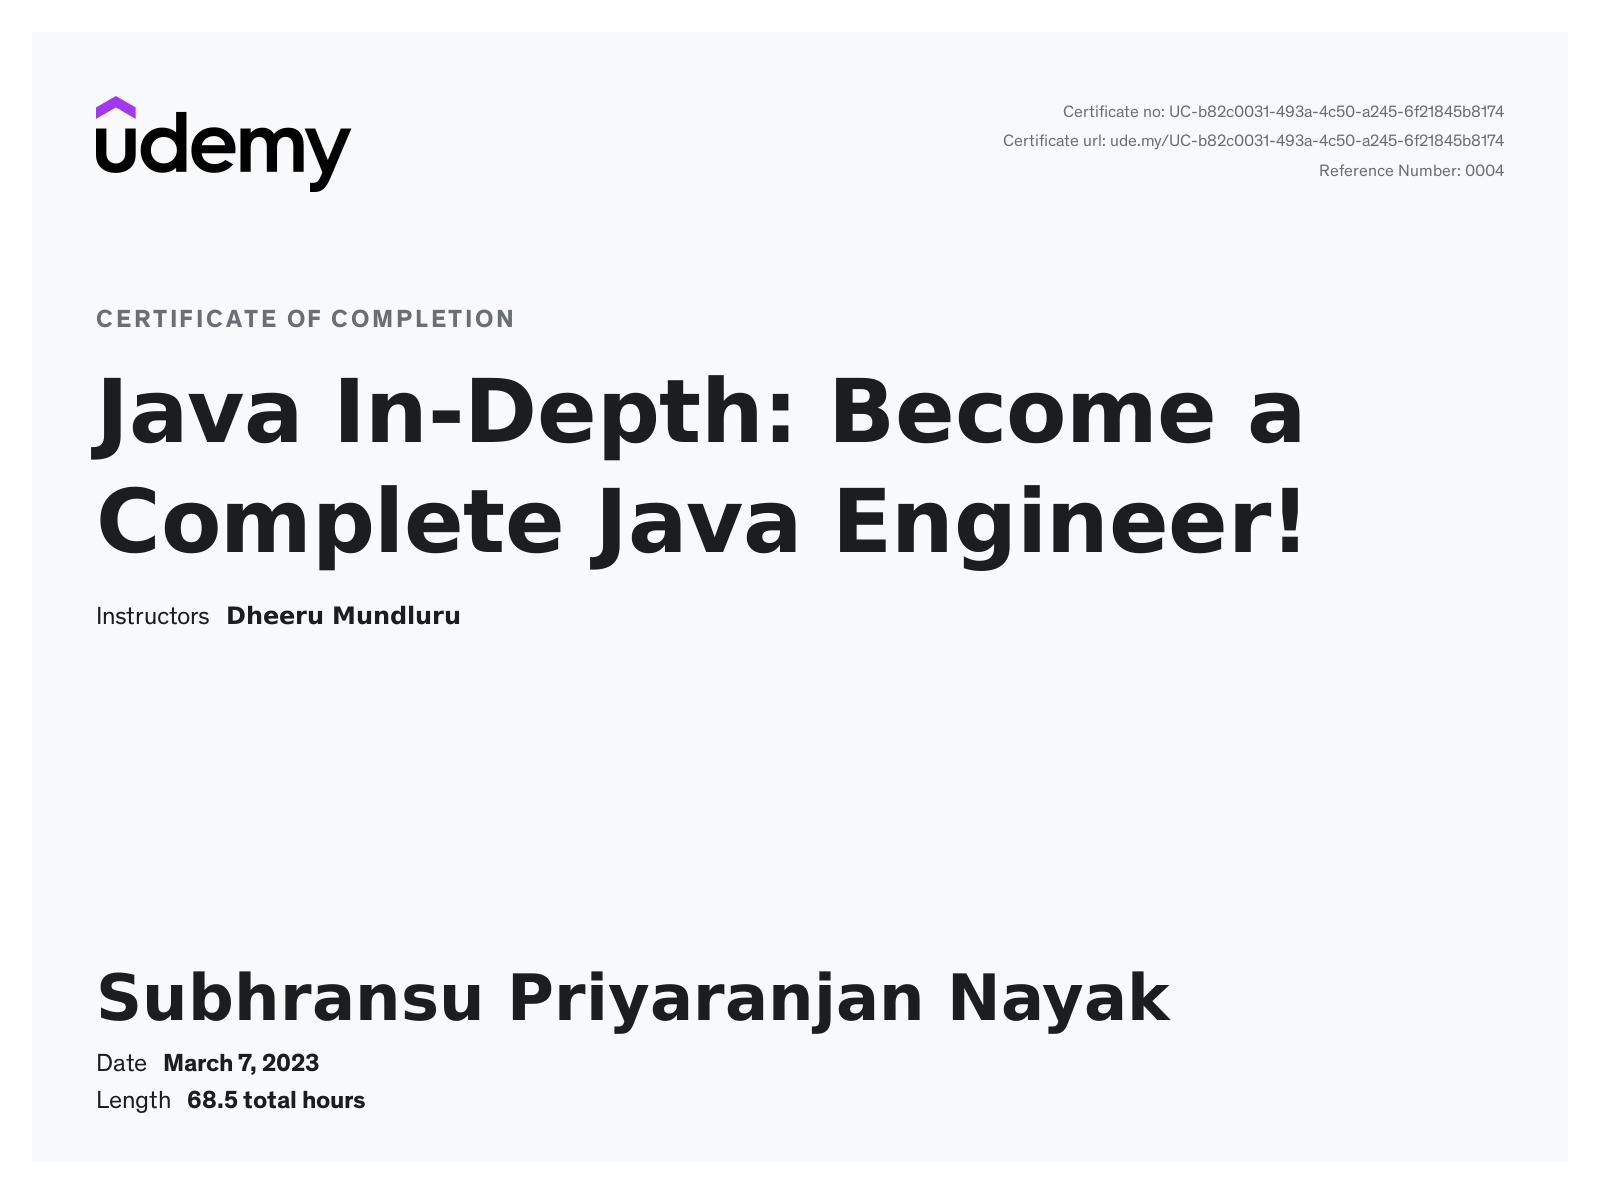 udemy
Certificate no: UC-b82c0031-493a-4c50-a245-6f21845b8174
Certificate url: ude.my/UC-b82c0031-493a-4c50-a245-6f21845b8174
Reference Number: 0004
CERTIFICATE OF COMPLETION
Java In-Depth: Become a
Complete Java Engineer!
Instructors Dheeru Mundluru
Subhransu Priyaranjan Nayak
Date March 7, 2023
Length 68.5 total hours